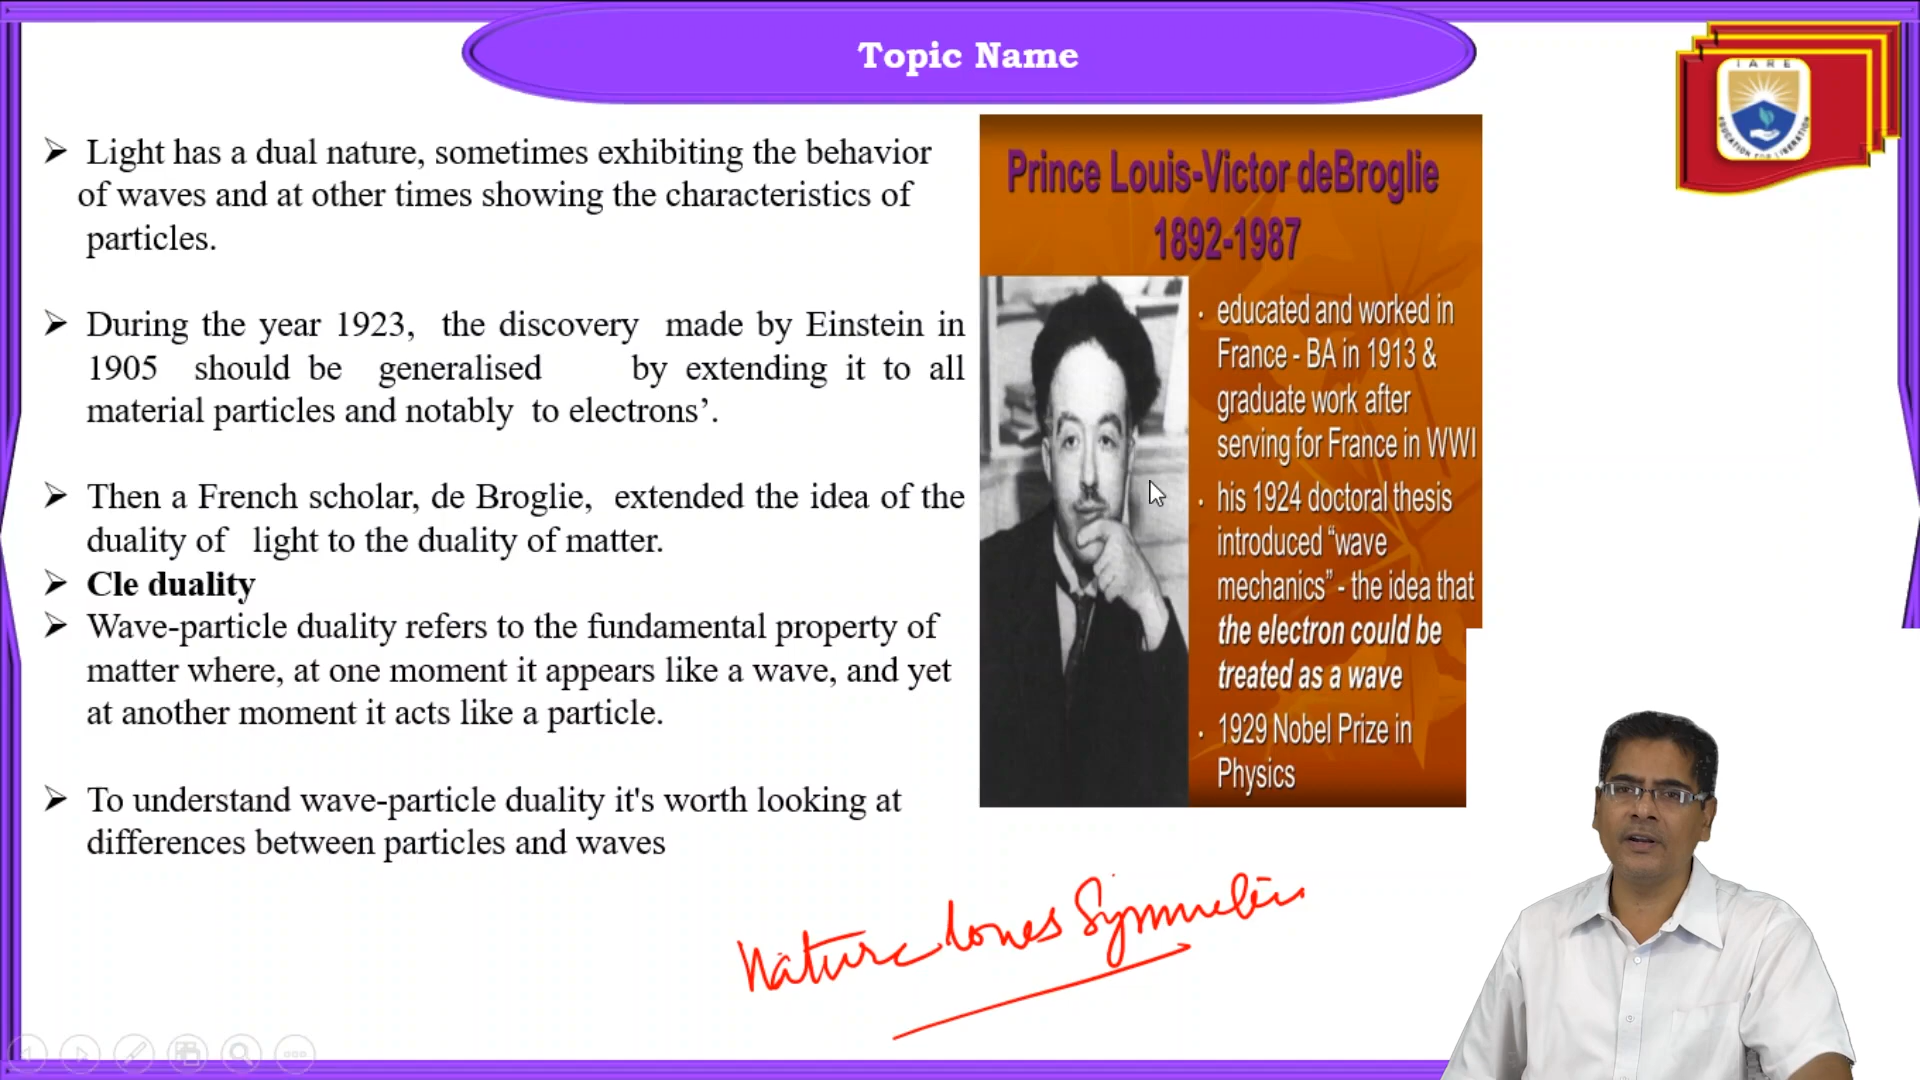 Topic Name
IARE
EDUCATION FOR LIBERATION
➢ Light has a dual nature, sometimes exhibiting the behavior
of waves and at other times showing the characteristics of
particles.
➢ During the year 1923, the discovery made by Einstein in
1905 should be generalised by extending it to all
material particles and notably to electrons’.
➢ Then a French scholar, de Broglie, extended the idea of the
duality of light to the duality of matter.
➢ Cle duality
➢ Wave-particle duality refers to the fundamental property of
matter where, at one moment it appears like a wave, and yet
at another moment it acts like a particle.
➢ To understand wave-particle duality it's worth looking at
differences between particles and waves
Prince Louis-Victor deBroglie
1892-1987
• educated and worked in
France - BA in 1913 &
graduate work after
serving for France in WWI
• his 1924 doctoral thesis
introduced “wave
mechanics” - the idea that
the electron could be
treated as a wave
• 1929 Nobel Prize in
Physics
Nature loves